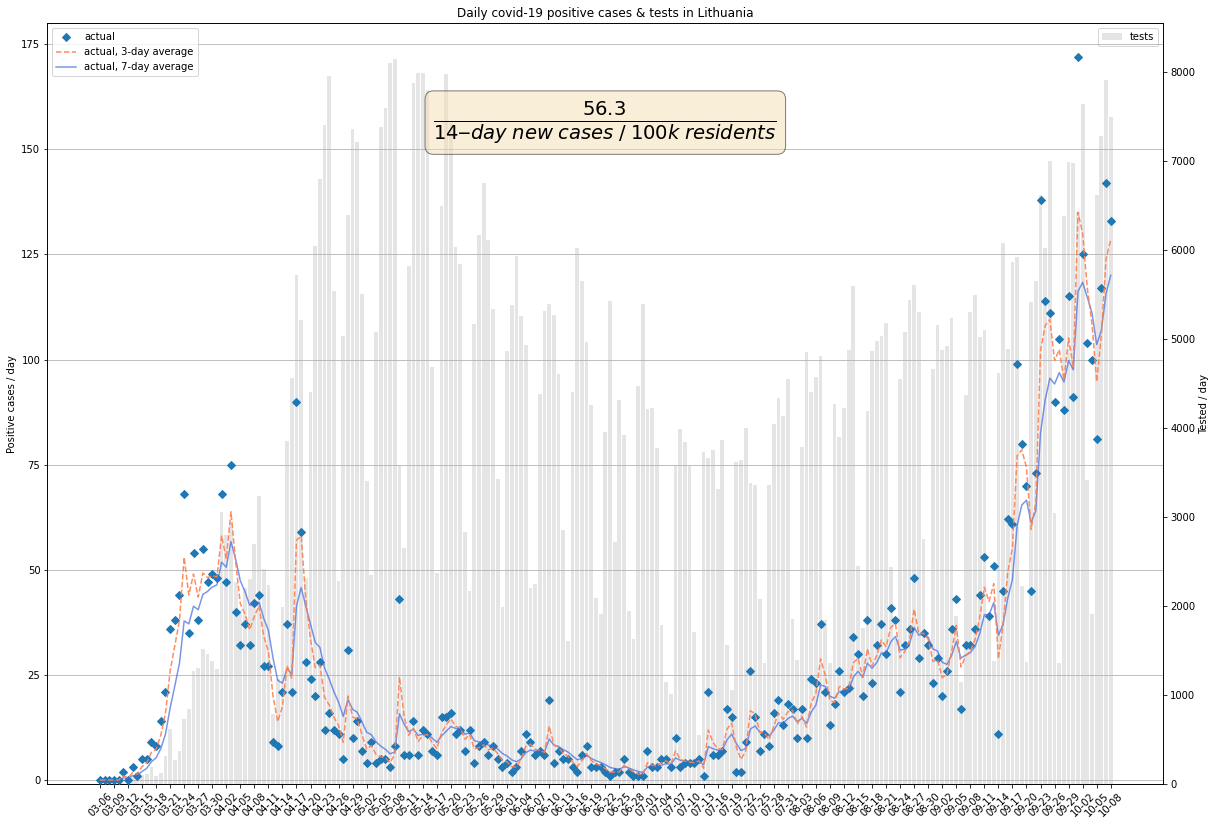 Daily covid-19 positive cases & tests in Lithuania
actual
actual, 3-day average
actual, 7-day average
tests
56.3
14–day new cases / 100k residents
Positive cases / day
175
150
125
100
75
50
25
0
8000
7000
6000
5000
4000
3000
2000
1000
0
Tested / day
03-06 03-09 03-12 03-15 03-18 03-21 03-24 03-27 03-30 04-02 04-05 04-08 04-11 04-14 04-17 04-20 04-23 04-26 04-29 05-02 05-05 05-08 05-11 05-14 05-17 05-20 05-23 05-26 05-29 06-01 06-04 06-07 06-10 06-13 06-16 06-19 06-22 06-25 06-28 07-01 07-04 07-07 07-10 07-13 07-16 07-19 07-22 07-25 07-28 07-31 08-03 08-06 08-09 08-12 08-15 08-18 08-21 08-24 08-27 08-30 09-02 09-05 09-08 09-11 09-14 09-17 09-20 09-23 09-26 09-29 10-02 10-05 10-08